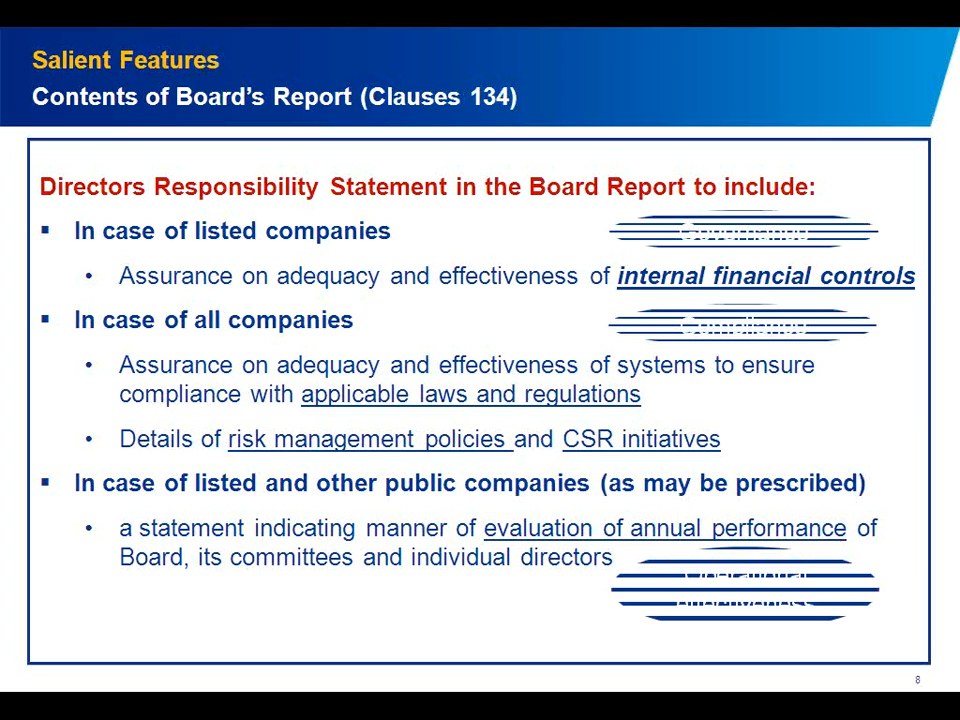 Salient Features
Contents of Board's Report (Clauses 134)
Directors Responsibility Statement in the Board Report to include:
▪ In case of listed companies
Governance
• Assurance on adequacy and effectiveness of internal financial controls
▪ In case of all companies
Compliance
• Assurance on adequacy and effectiveness of systems to ensure
compliance with applicable laws and regulations
• Details of risk management policies and CSR initiatives
▪ In case of listed and other public companies (as may be prescribed)
• a statement indicating manner of evaluation of annual performance of
Board, its committees and individual directors
Operational
effectiveness
8